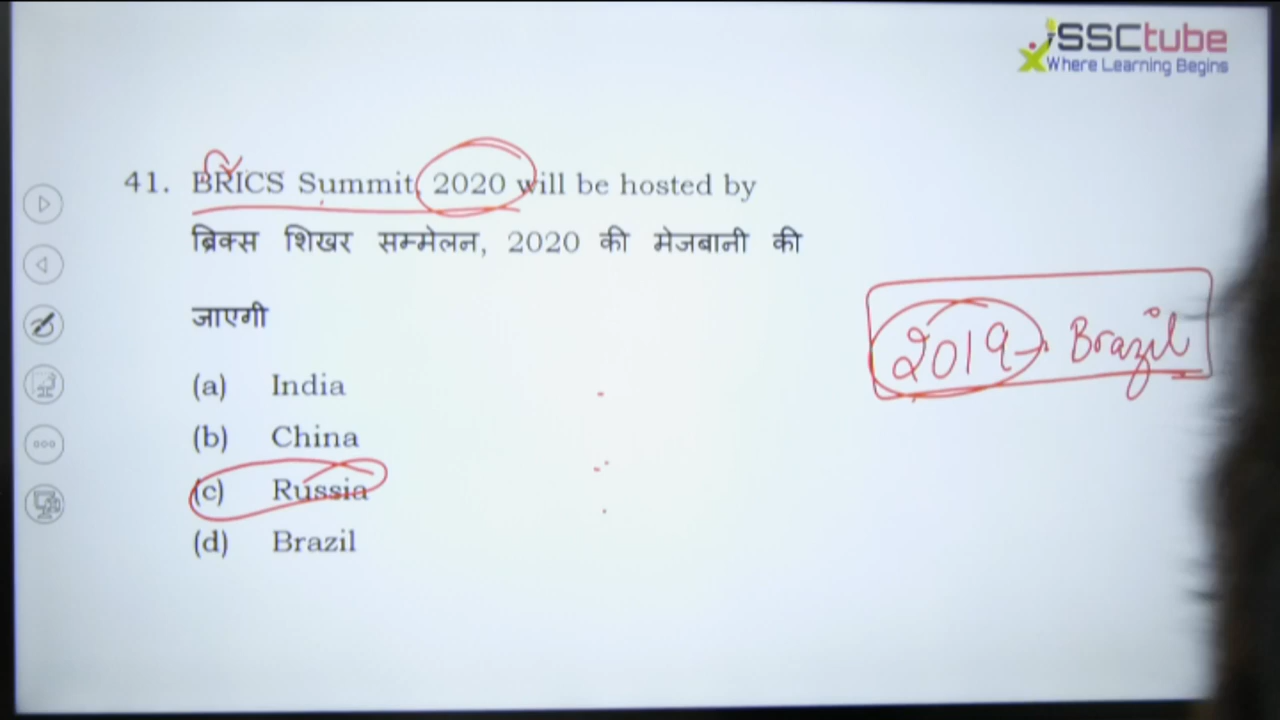 SSCtube
Where Learning Begins
41. BRICS Summit, 2020 will be hosted by
ब्रिक्स शिखर सम्मेलन, 2020 की मेजबानी की
जाएगी
2019 → Brazil
(a) India
(b) China
(c) Russia
(d) Brazil